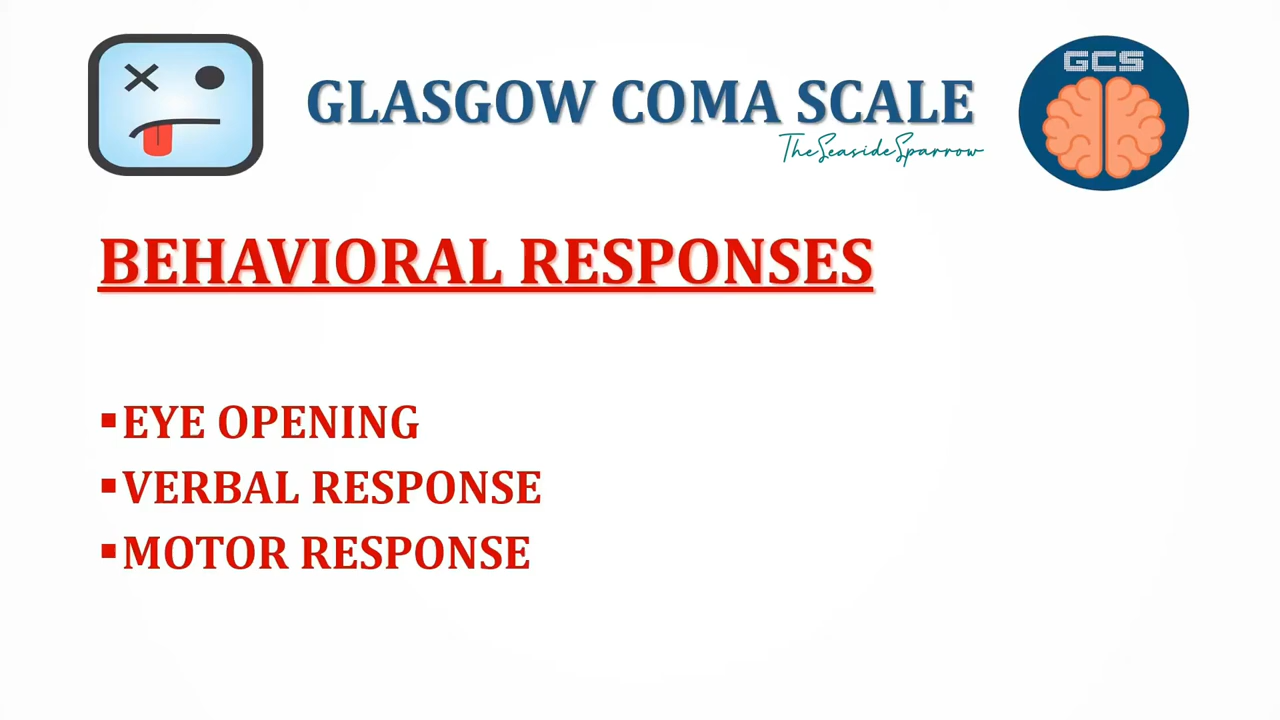 GLASGOW COMA SCALE
TheSeasideSparrow
GCS
BEHAVIORAL RESPONSES
▪EYE OPENING
▪VERBAL RESPONSE
▪MOTOR RESPONSE